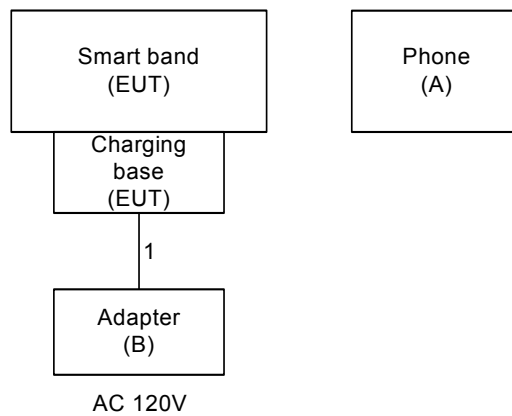 Smart band
(EUT)
Phone
(A)
Charging
base
(EUT)
1
Adapter
(B)
AC 120V